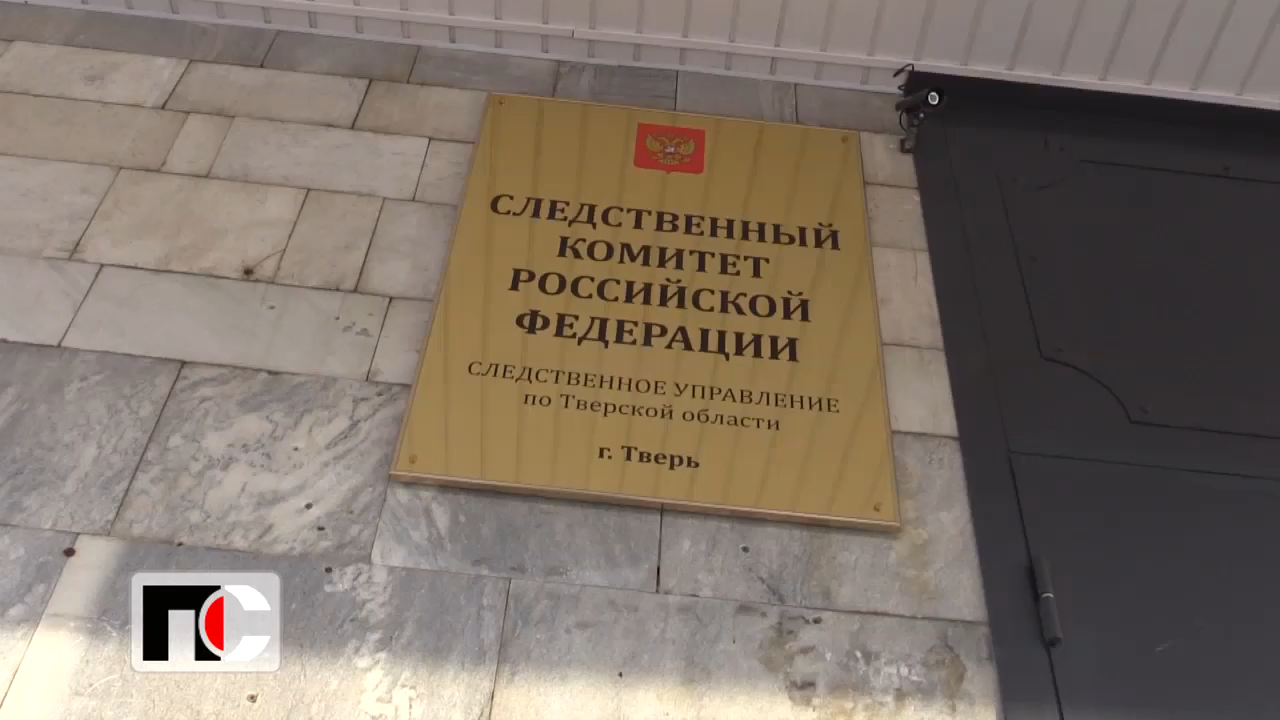 СЛЕДСТВЕННЫЙ
КОМИТЕТ
РОССИЙСКОЙ
ФЕДЕРАЦИИ
СЛЕДСТВЕННОЕ УПРАВЛЕНИЕ
по Тверской области
г. Тверь
ПС